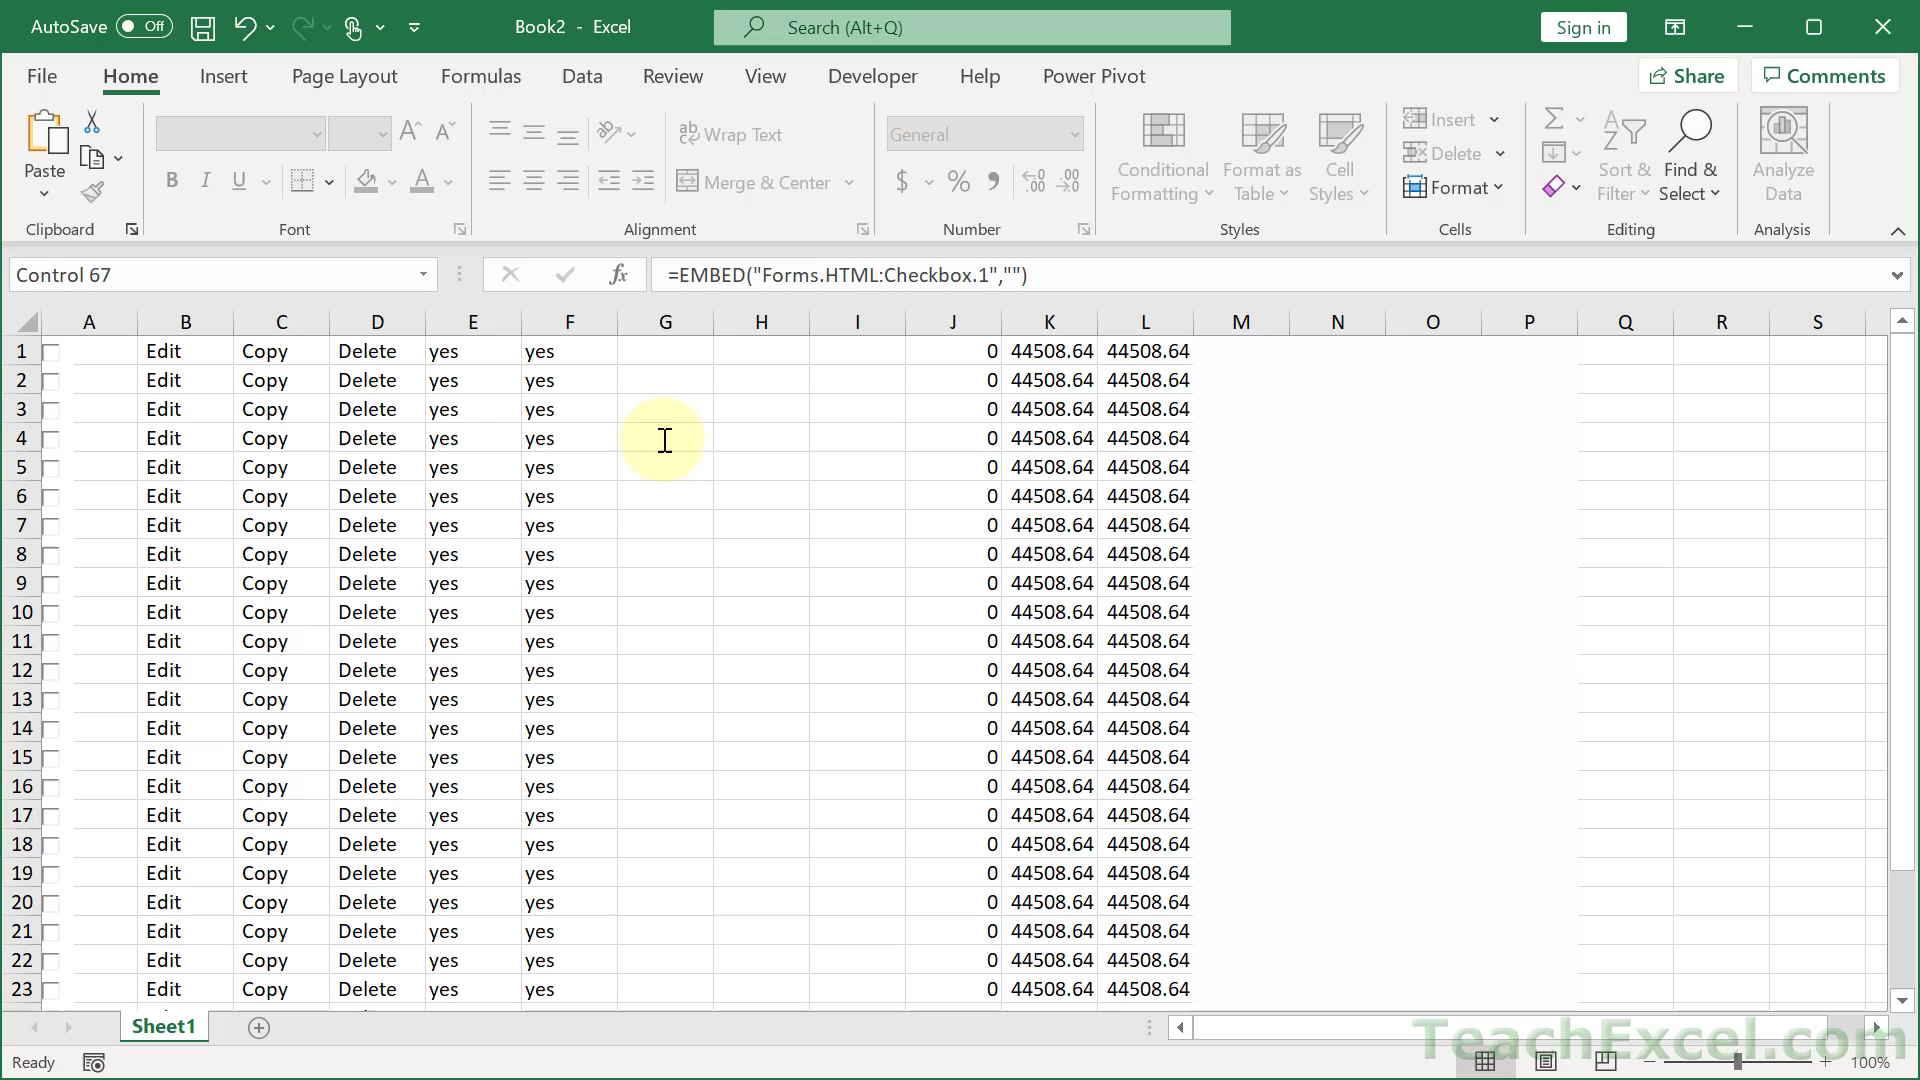 AutoSave Off Book2 - Excel Search (Alt+Q) Sign in
File Home Insert Page Layout Formulas Data Review View Developer Help Power Pivot Share Comments
Paste
B I U
Clipboard
Font
Wrap Text
Merge & Center
Alignment
General
$ % 9 .00
Number
Conditional Formatting
Format as Table
Cell Styles
Styles
Insert
Delete
Format
Cells
Sort & Filter
Find & Select
Editing
Analyze Data
Analysis
Control 67 fx =EMBED("Forms.HTML:Checkbox.1","")
A B C D E F G H I J K L M N O P Q R S
1 Edit Copy Delete yes yes 0 44508.64 44508.64
2 Edit Copy Delete yes yes 0 44508.64 44508.64
3 Edit Copy Delete yes yes 0 44508.64 44508.64
4 Edit Copy Delete yes yes 0 44508.64 44508.64
5 Edit Copy Delete yes yes 0 44508.64 44508.64
6 Edit Copy Delete yes yes 0 44508.64 44508.64
7 Edit Copy Delete yes yes 0 44508.64 44508.64
8 Edit Copy Delete yes yes 0 44508.64 44508.64
9 Edit Copy Delete yes yes 0 44508.64 44508.64
10 Edit Copy Delete yes yes 0 44508.64 44508.64
11 Edit Copy Delete yes yes 0 44508.64 44508.64
12 Edit Copy Delete yes yes 0 44508.64 44508.64
13 Edit Copy Delete yes yes 0 44508.64 44508.64
14 Edit Copy Delete yes yes 0 44508.64 44508.64
15 Edit Copy Delete yes yes 0 44508.64 44508.64
16 Edit Copy Delete yes yes 0 44508.64 44508.64
17 Edit Copy Delete yes yes 0 44508.64 44508.64
18 Edit Copy Delete yes yes 0 44508.64 44508.64
19 Edit Copy Delete yes yes 0 44508.64 44508.64
20 Edit Copy Delete yes yes 0 44508.64 44508.64
21 Edit Copy Delete yes yes 0 44508.64 44508.64
22 Edit Copy Delete yes yes 0 44508.64 44508.64
23 Edit Copy Delete yes yes 0 44508.64 44508.64
Sheet1
TeachExcel.com
Ready 100%